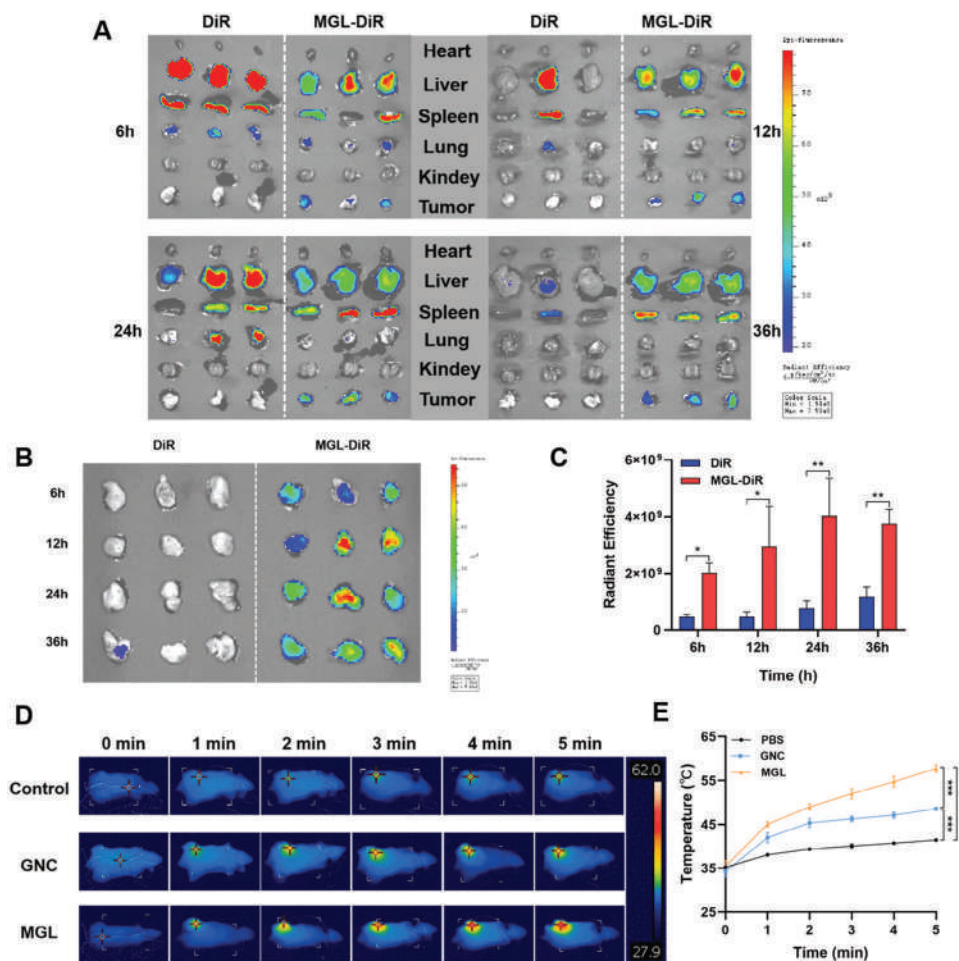 A
DiR MGL-DiR DiR MGL-DiR
Heart
Liver
Spleen
6h Lung 12h
Kindey
Tumor
Heart
Liver
Spleen
24h Lung 36h
Kindey
Tumor
Radiant Efficiency
B
DiR MGL-DiR
6h
12h
24h
36h
C
DiR
MGL-DiR
Radiant Efficiency
6×10⁹
4×10⁹
2×10⁹
0
* * ** **
6h 12h 24h 36h
Time (h)
D
0 min 1 min 2 min 3 min 4 min 5 min
Control
GNC
MGL
62.0
27.9
E
PBS
GNC
MGL
Temperature (°C)
65
55
45
35
25
*** ***
0 1 2 3 4 5
Time (min)